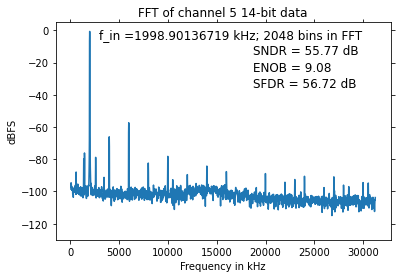 FFT of channel 5 14-bit data
f_in =1998.90136719 kHz; 2048 bins in FFT
SNDR = 55.77 dB
ENOB = 9.08
SFDR = 56.72 dB
dBFS
0
−20
−40
−60
−80
−100
−120
0 5000 10000 15000 20000 25000 30000
Frequency in kHz